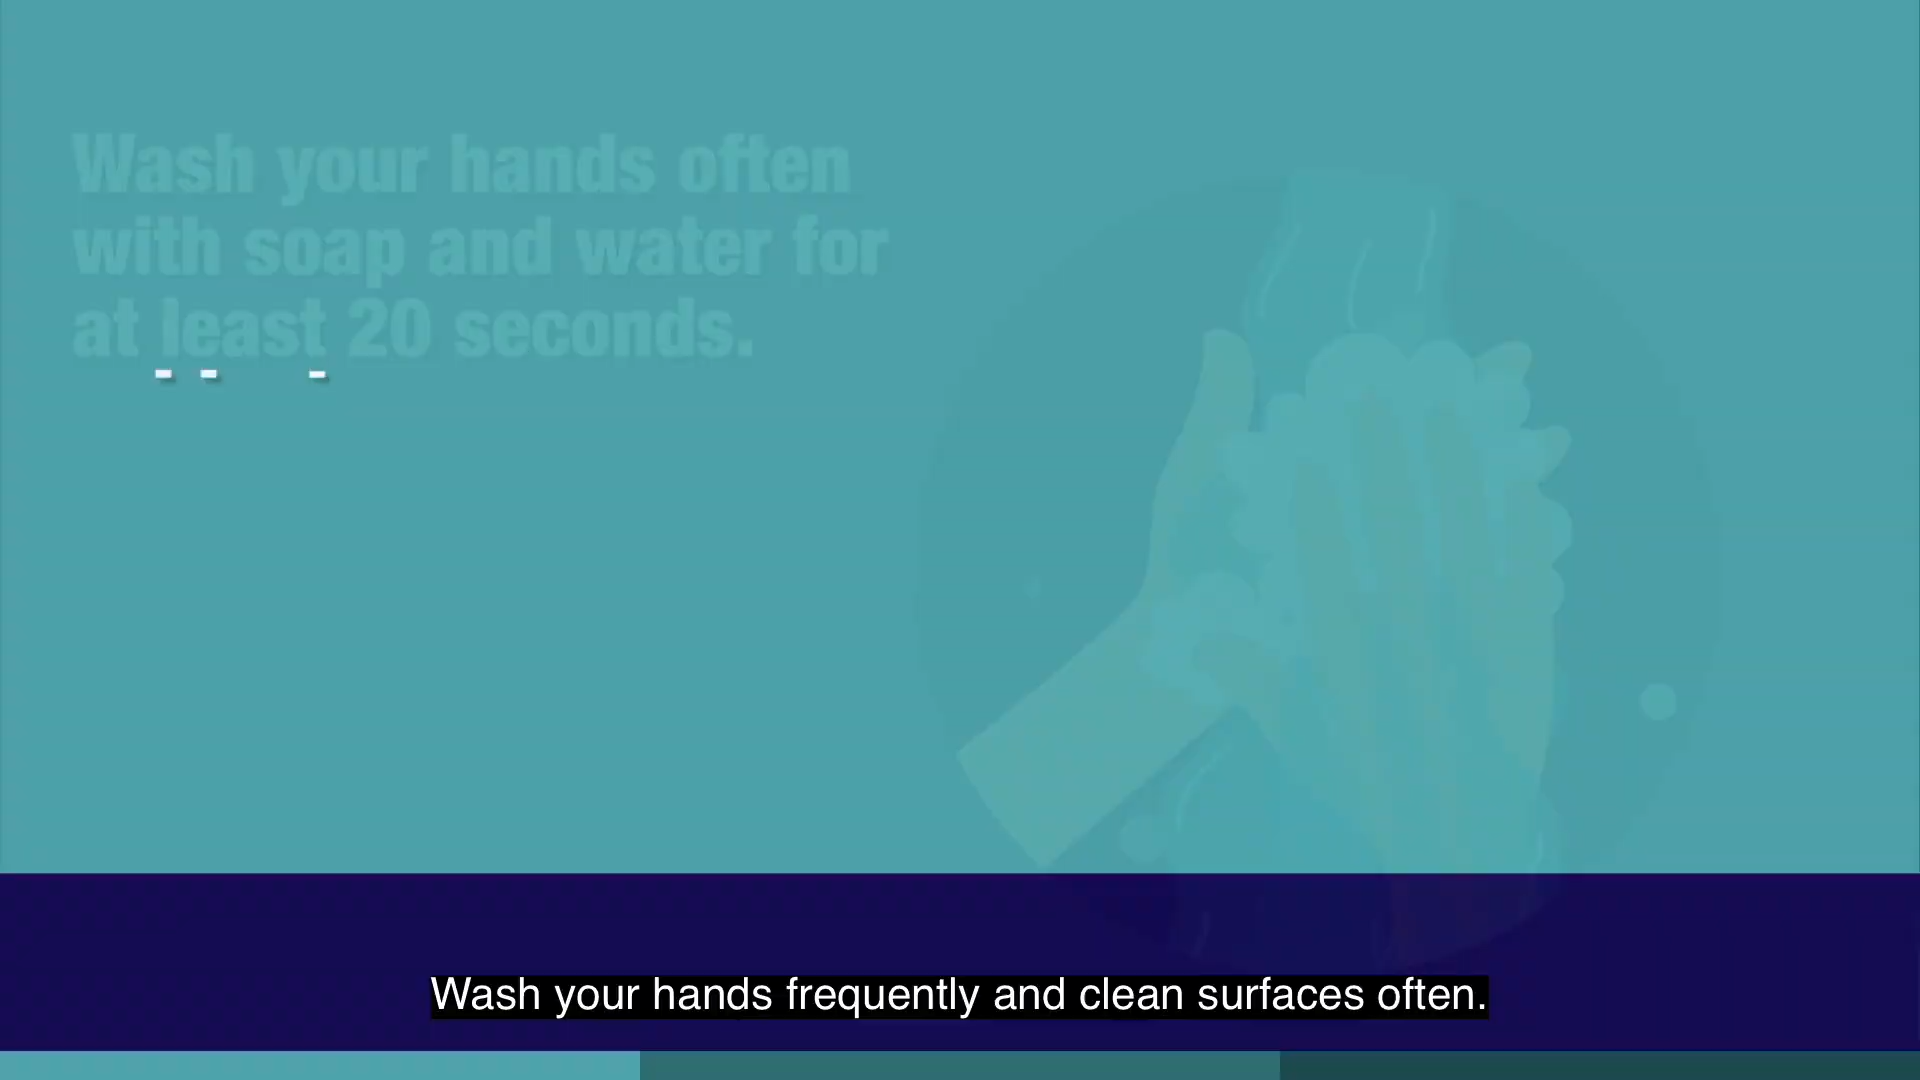 Wash your hands often
with soap and water for
at least 20 seconds.
Wash your hands frequently and clean surfaces often.